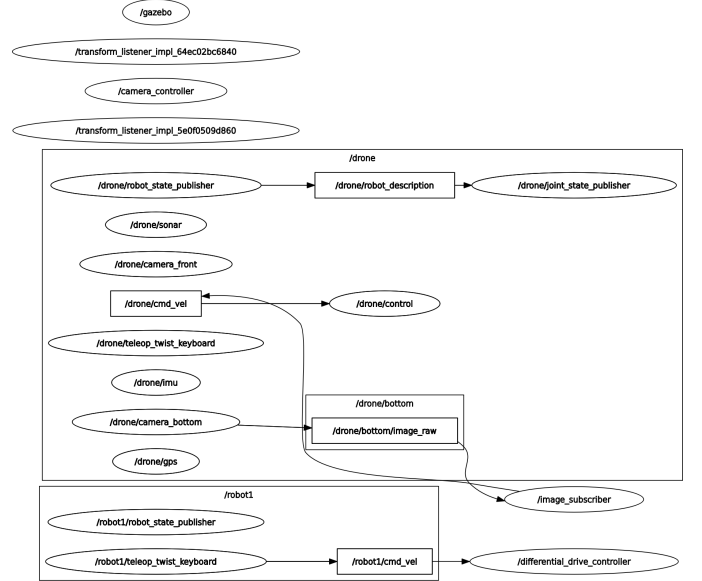 /gazebo
/transform_listener_impl_64ec02bc6840
/camera_controller
/transform_listener_impl_5e0f0509d860
/drone
/drone/robot_state_publisher
/drone/robot_description
/drone/joint_state_publisher
/drone/sonar
/drone/camera_front
/drone/cmd_vel
/drone/control
/drone/teleop_twist_keyboard
/drone/imu
/drone/bottom
/drone/camera_bottom
/drone/bottom/image_raw
/drone/gps
/robot1
/image_subscriber
/robot1/robot_state_publisher
/robot1/teleop_twist_keyboard
/robot1/cmd_vel
/differential_drive_controller